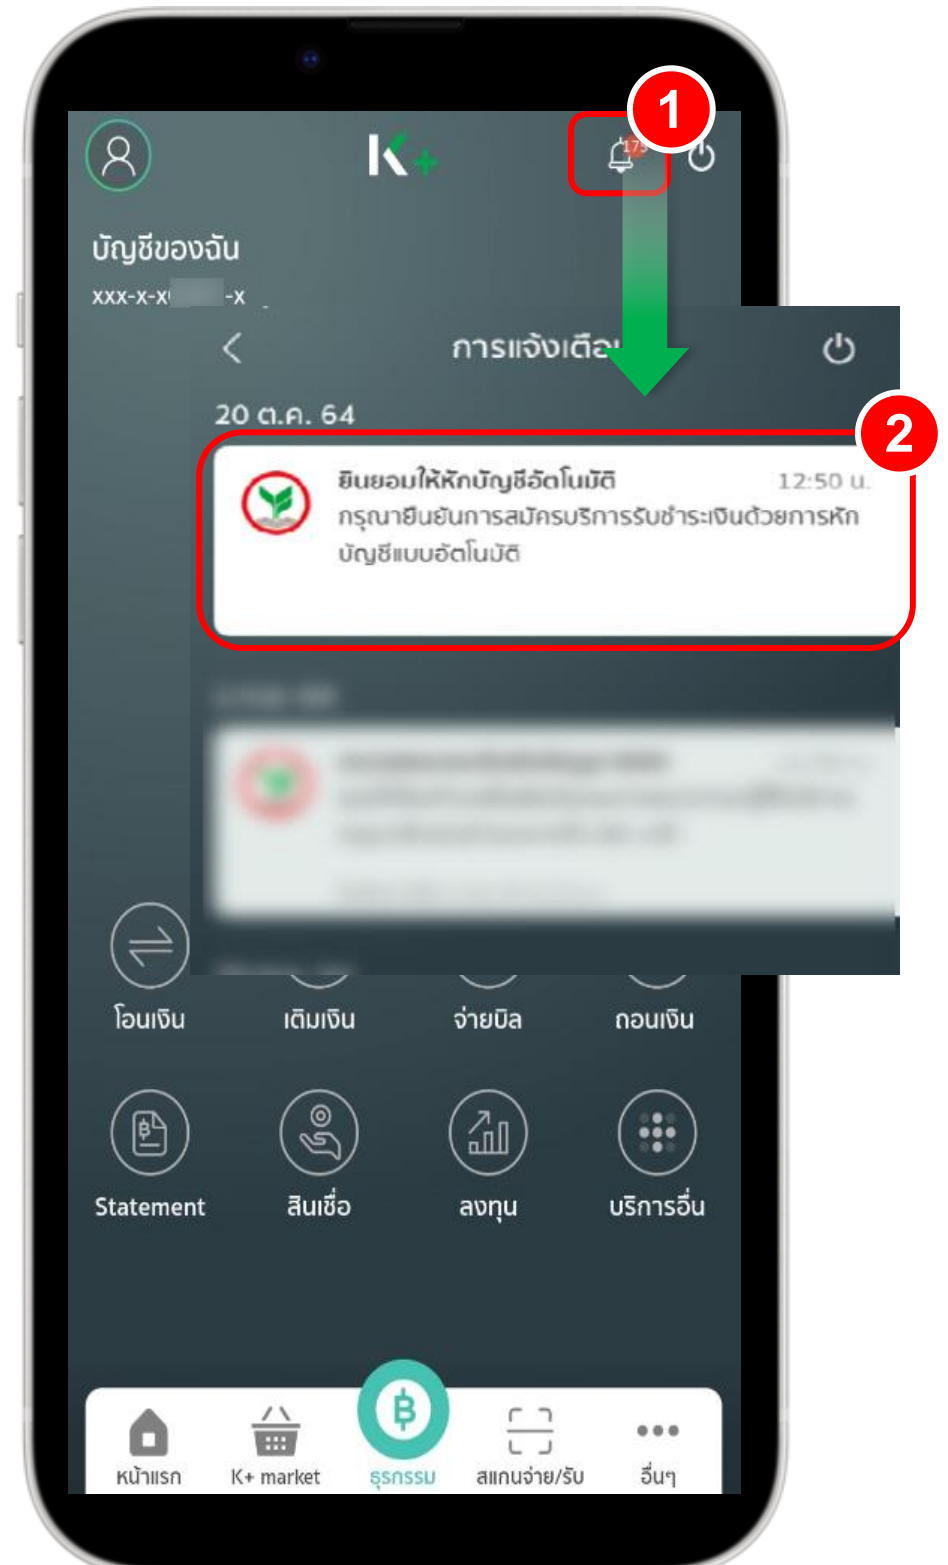 1
K+
175
บัญชีของฉัน
xxx-x-x -x
การแจ้งเตือน
20 ต.ค. 64
2
ยินยอมให้หักบัญชีอัตโนมัติ 12:50 น.
กรุณายืนยันการสมัครบริการรับชำระเงินด้วยการหัก
บัญชีแบบอัตโนมัติ
โอนเงิน เติมเงิน จ่ายบิล ถอนเงิน
Statement สินเชื่อ ลงทุน บริการอื่น
หน้าแรก K+ market ธุรกรรม สแกนจ่าย/รับ อื่นๆ